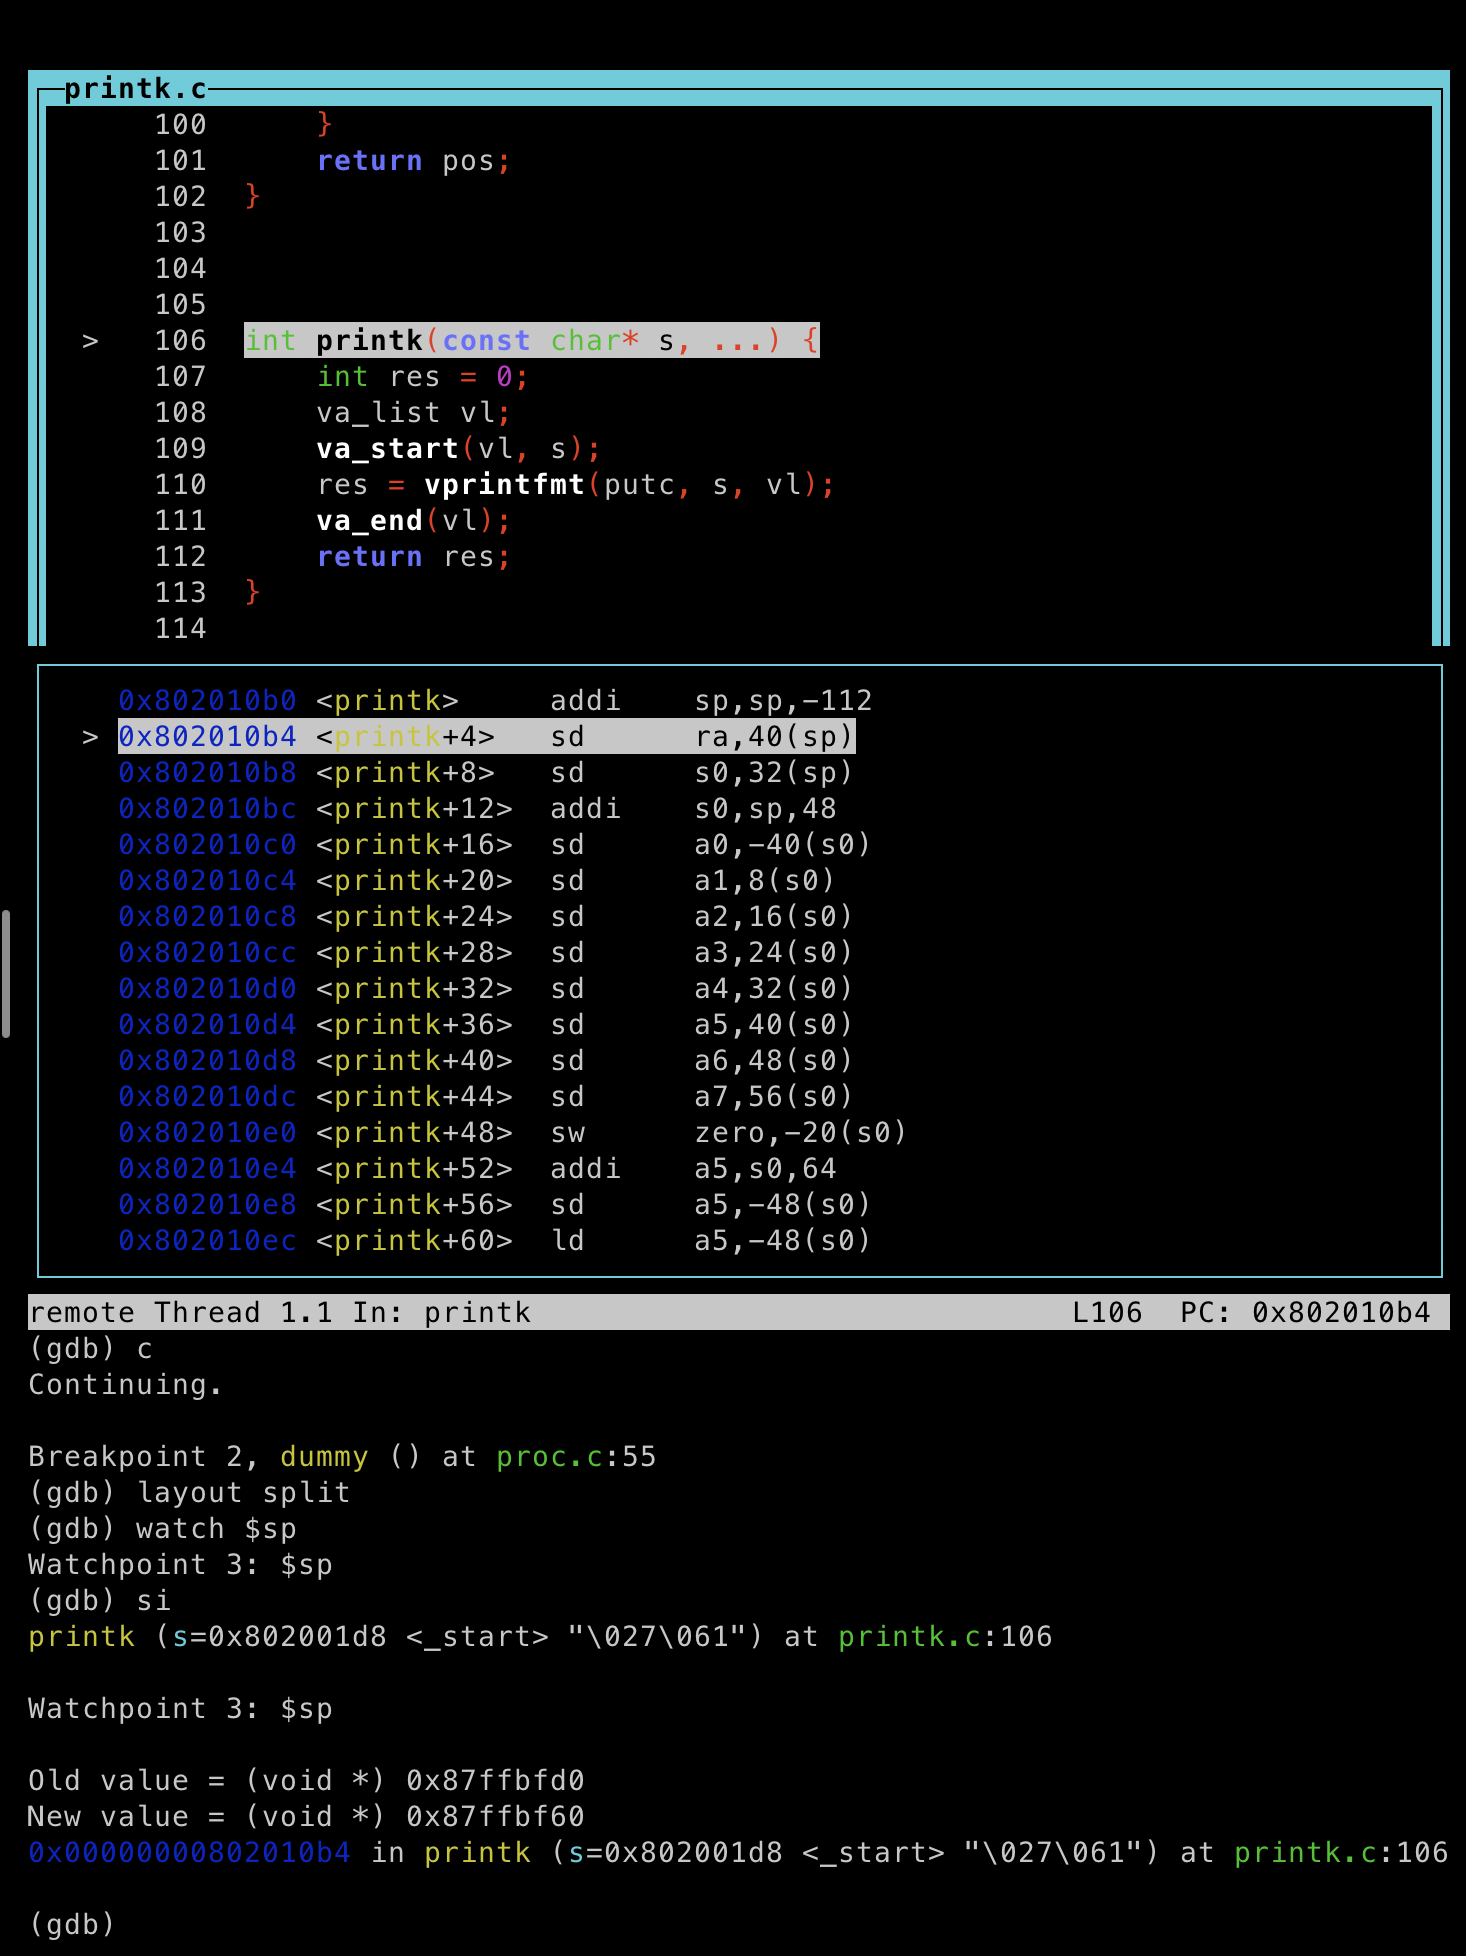 printk.c
100 }
101 return pos;
102 }
103
104
105
> 106 int printk(const char* s, ...) {
107 int res = 0;
108 va_list vl;
109 va_start(vl, s);
110 res = vprintfmt(putc, s, vl);
111 va_end(vl);
112 return res;
113 }
114
0x802010b0 <printk> addi sp,sp,-112
> 0x802010b4 <printk+4> sd ra,40(sp)
0x802010b8 <printk+8> sd s0,32(sp)
0x802010bc <printk+12> addi s0,sp,48
0x802010c0 <printk+16> sd a0,-40(s0)
0x802010c4 <printk+20> sd a1,8(s0)
0x802010c8 <printk+24> sd a2,16(s0)
0x802010cc <printk+28> sd a3,24(s0)
0x802010d0 <printk+32> sd a4,32(s0)
0x802010d4 <printk+36> sd a5,40(s0)
0x802010d8 <printk+40> sd a6,48(s0)
0x802010dc <printk+44> sd a7,56(s0)
0x802010e0 <printk+48> sw zero,-20(s0)
0x802010e4 <printk+52> addi a5,s0,64
0x802010e8 <printk+56> sd a5,-48(s0)
0x802010ec <printk+60> ld a5,-48(s0)
remote Thread 1.1 In: printk L106 PC: 0x802010b4
(gdb) c
Continuing.
Breakpoint 2, dummy () at proc.c:55
(gdb) layout split
(gdb) watch $sp
Watchpoint 3: $sp
(gdb) si
printk (s=0x802001d8 <_start> "\027\061") at printk.c:106
Watchpoint 3: $sp
Old value = (void *) 0x87ffbfd0
New value = (void *) 0x87ffbf60
0x00000000802010b4 in printk (s=0x802001d8 <_start> "\027\061") at printk.c:106
(gdb)